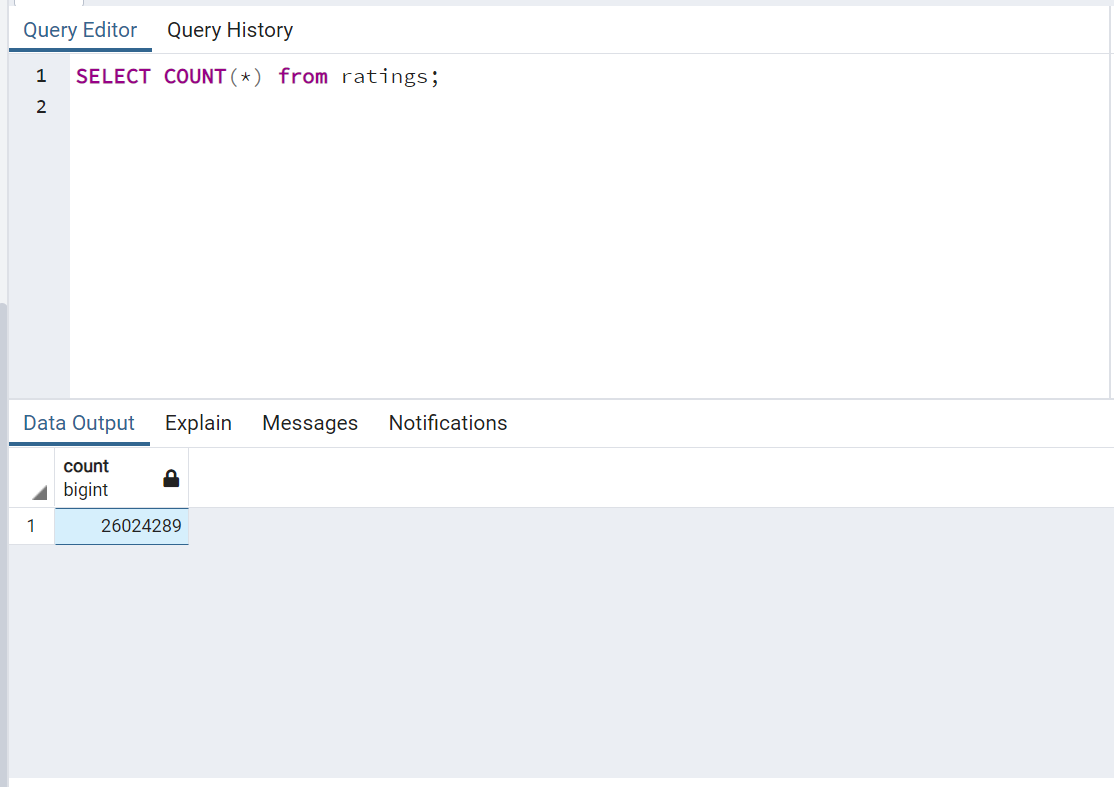 Query Editor Query History
1 SELECT COUNT(*) from ratings;
2
Data Output Explain Messages Notifications
count
bigint
1 26024289